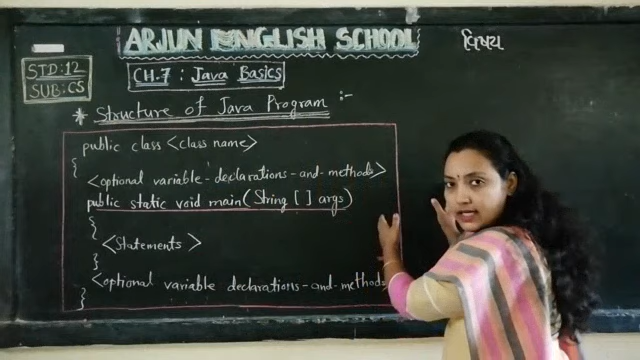 ARJUN ENGLISH SCHOOL
વિષય
STD:12
SUB:CS
CH.7 : Java Basics
* Structure of Java Program :-
public class <class name>
{
<optional variable-declarations-and-methods>
public static void main(String [ ] args)
{
<Statements>
}
<optional variable declarations-and-methods
}